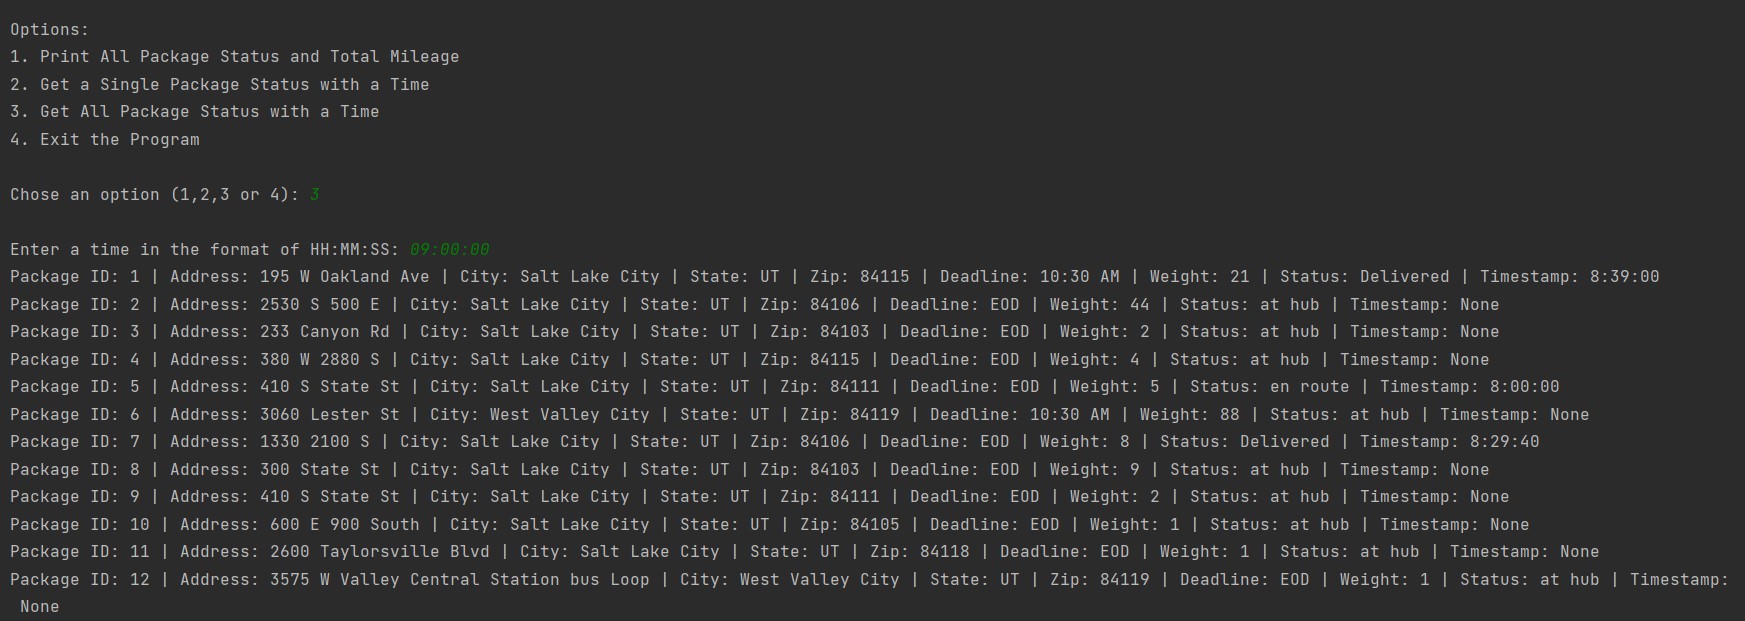 Options:
1. Print All Package Status and Total Mileage
2. Get a Single Package Status with a Time
3. Get All Package Status with a Time
4. Exit the Program
Chose an option (1,2,3 or 4): 3
Enter a time in the format of HH:MM:SS: 09:00:00
Package ID: 1 | Address: 195 W Oakland Ave | City: Salt Lake City | State: UT | Zip: 84115 | Deadline: 10:30 AM | Weight: 21 | Status: Delivered | Timestamp: 8:39:00
Package ID: 2 | Address: 2530 S 500 E | City: Salt Lake City | State: UT | Zip: 84106 | Deadline: EOD | Weight: 44 | Status: at hub | Timestamp: None
Package ID: 3 | Address: 233 Canyon Rd | City: Salt Lake City | State: UT | Zip: 84103 | Deadline: EOD | Weight: 2 | Status: at hub | Timestamp: None
Package ID: 4 | Address: 380 W 2880 S | City: Salt Lake City | State: UT | Zip: 84115 | Deadline: EOD | Weight: 4 | Status: at hub | Timestamp: None
Package ID: 5 | Address: 410 S State St | City: Salt Lake City | State: UT | Zip: 84111 | Deadline: EOD | Weight: 5 | Status: en route | Timestamp: 8:00:00
Package ID: 6 | Address: 3060 Lester St | City: West Valley City | State: UT | Zip: 84119 | Deadline: 10:30 AM | Weight: 88 | Status: at hub | Timestamp: None
Package ID: 7 | Address: 1330 2100 S | City: Salt Lake City | State: UT | Zip: 84106 | Deadline: EOD | Weight: 8 | Status: Delivered | Timestamp: 8:29:40
Package ID: 8 | Address: 300 State St | City: Salt Lake City | State: UT | Zip: 84103 | Deadline: EOD | Weight: 9 | Status: at hub | Timestamp: None
Package ID: 9 | Address: 410 S State St | City: Salt Lake City | State: UT | Zip: 84111 | Deadline: EOD | Weight: 2 | Status: at hub | Timestamp: None
Package ID: 10 | Address: 600 E 900 South | City: Salt Lake City | State: UT | Zip: 84105 | Deadline: EOD | Weight: 1 | Status: at hub | Timestamp: None
Package ID: 11 | Address: 2600 Taylorsville Blvd | City: Salt Lake City | State: UT | Zip: 84118 | Deadline: EOD | Weight: 1 | Status: at hub | Timestamp: None
Package ID: 12 | Address: 3575 W Valley Central Station bus Loop | City: West Valley City | State: UT | Zip: 84119 | Deadline: EOD | Weight: 1 | Status: at hub | Timestamp:
None